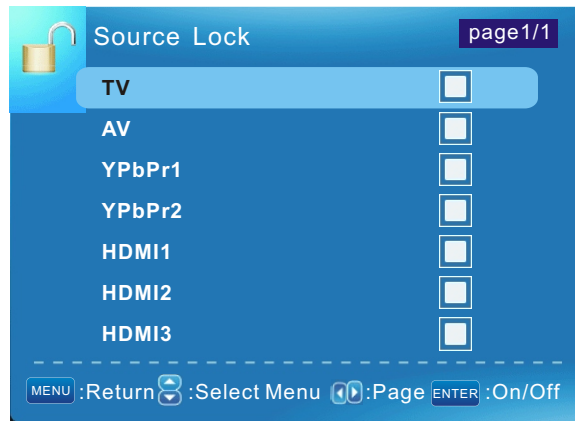 Source Lock page1/1
TV
AV
YPbPr1
YPbPr2
HDMI1
HDMI2
HDMI3
MENU :Return :Select Menu :Page ENTER :On/Off